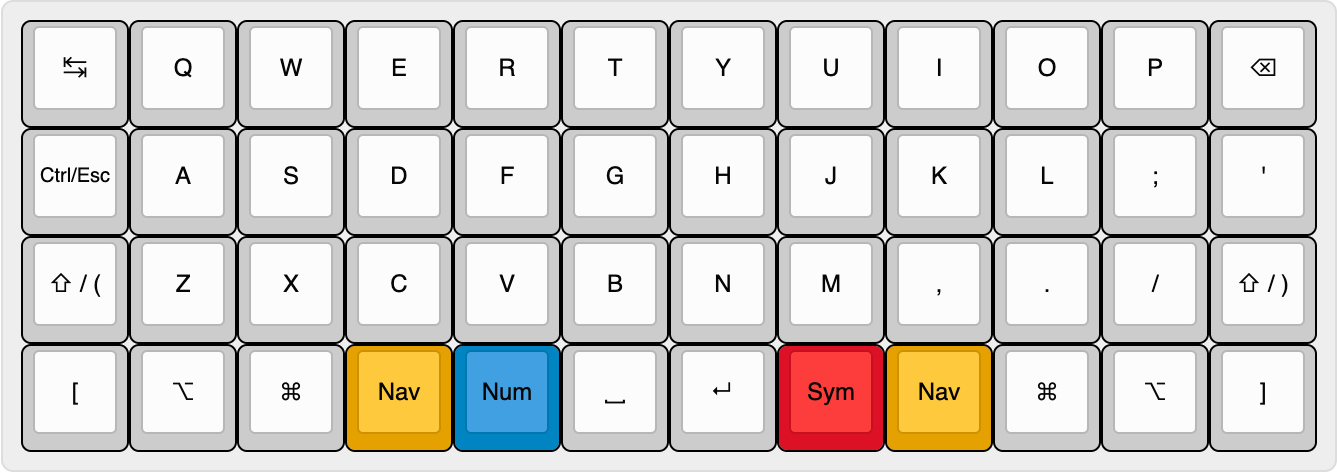 ↹ Q W E R T Y U I O P ⌫
Ctrl/Esc A S D F G H J K L ; '
⇧ / ( Z X C V B N M , . / ⇧ / )
[ ⌥ ⌘ Nav Num ⎵ ↵ Sym Nav ⌘ ⌥ ]